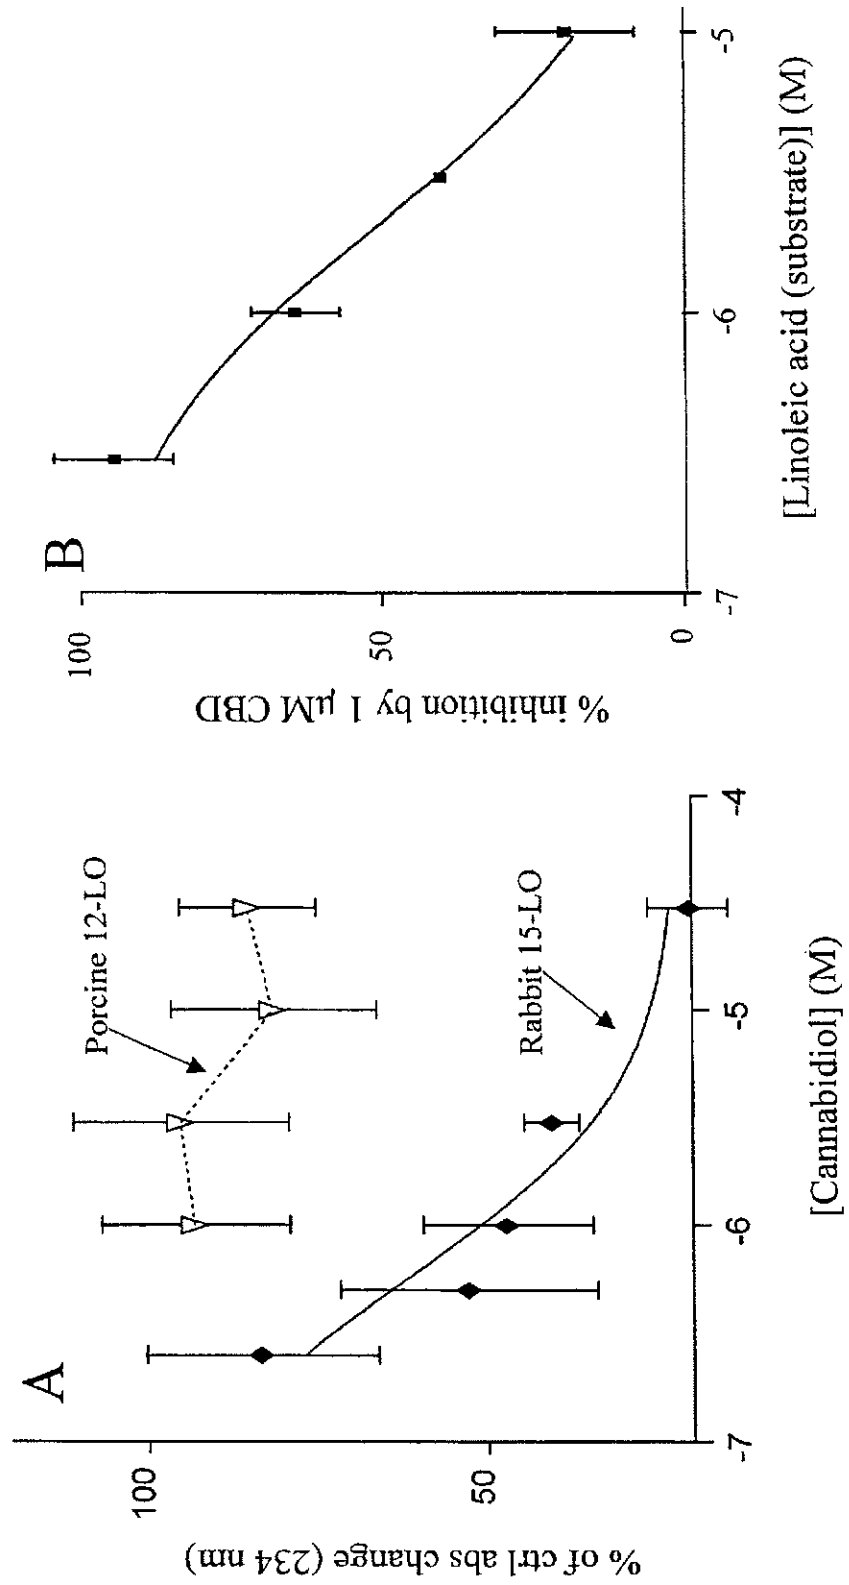 A
% of ctrl abs change (234 nm)
100
50
Porcine 12-LO
Rabbit 15-LO
-7
-6
-5
-4
[Cannabidiol] (M)
B
% inhibition by 1 µM CBD
100
50
0
-7
-6
-5
[Linoleic acid (substrate)] (M)